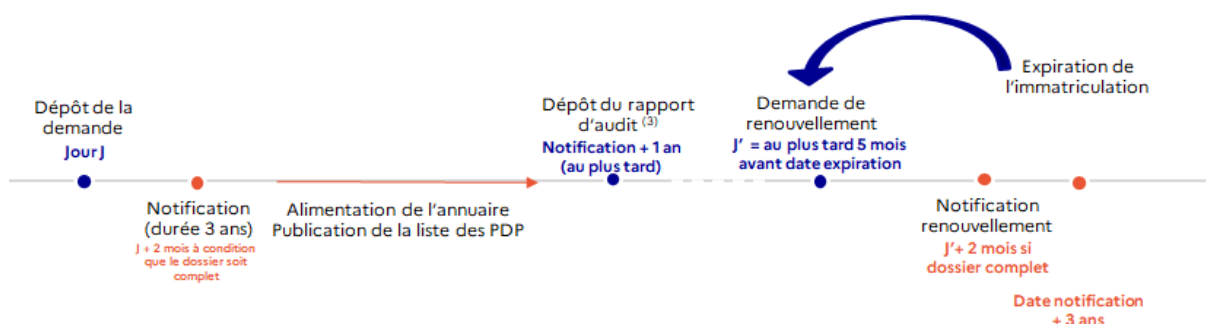 Dépôt de la
demande
Jour J
Notification
(durée 3 ans)
J + 2 mois à condition
que le dossier soit
complet
Alimentation de l'annuaire
Publication de la liste des PDP
Dépôt du rapport
d'audit (3)
Notification + 1 an
(au plus tard)
Demande de
renouvellement
J' = au plus tard 5 mois
avant date expiration
Expiration de
l'immatriculation
Notification
renouvellement
J'+ 2 mois si
dossier complet
Date notification
+ 3 ans